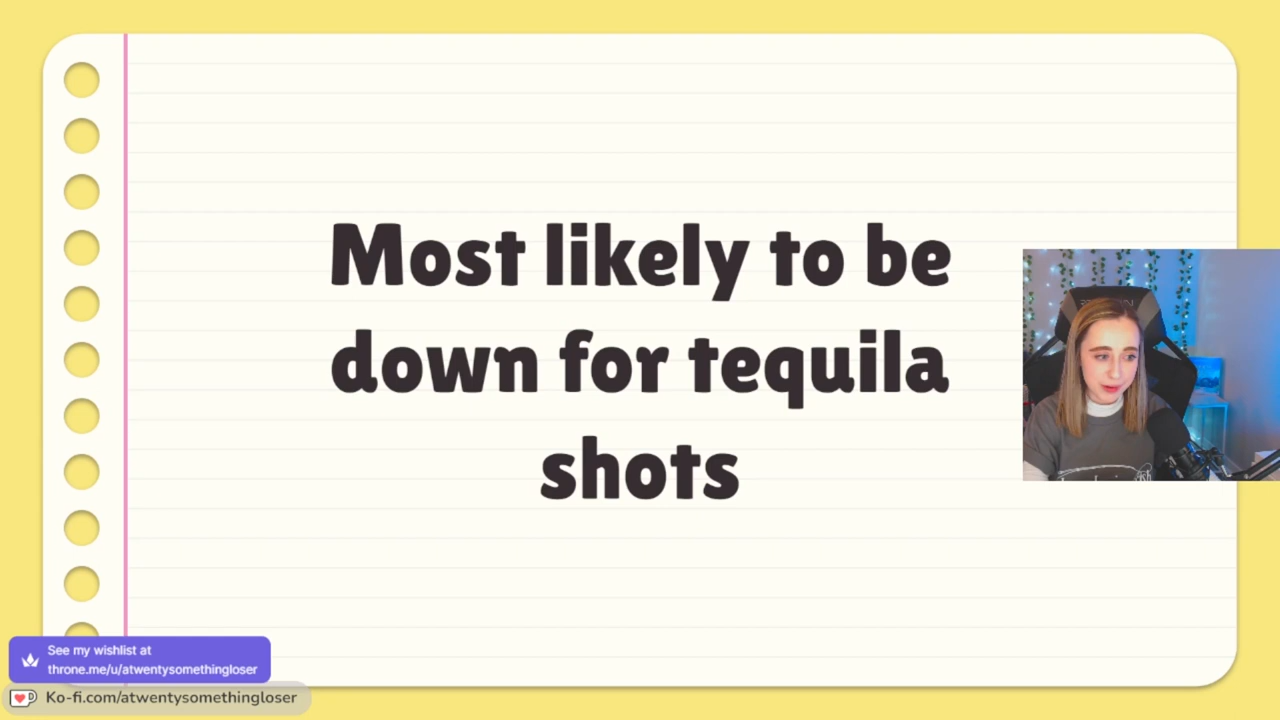 Most likely to be
down for tequila
shots
See my wishlist at
throne.me/u/atwentysomethingloser
Ko-fi.com/atwentysomethingloser